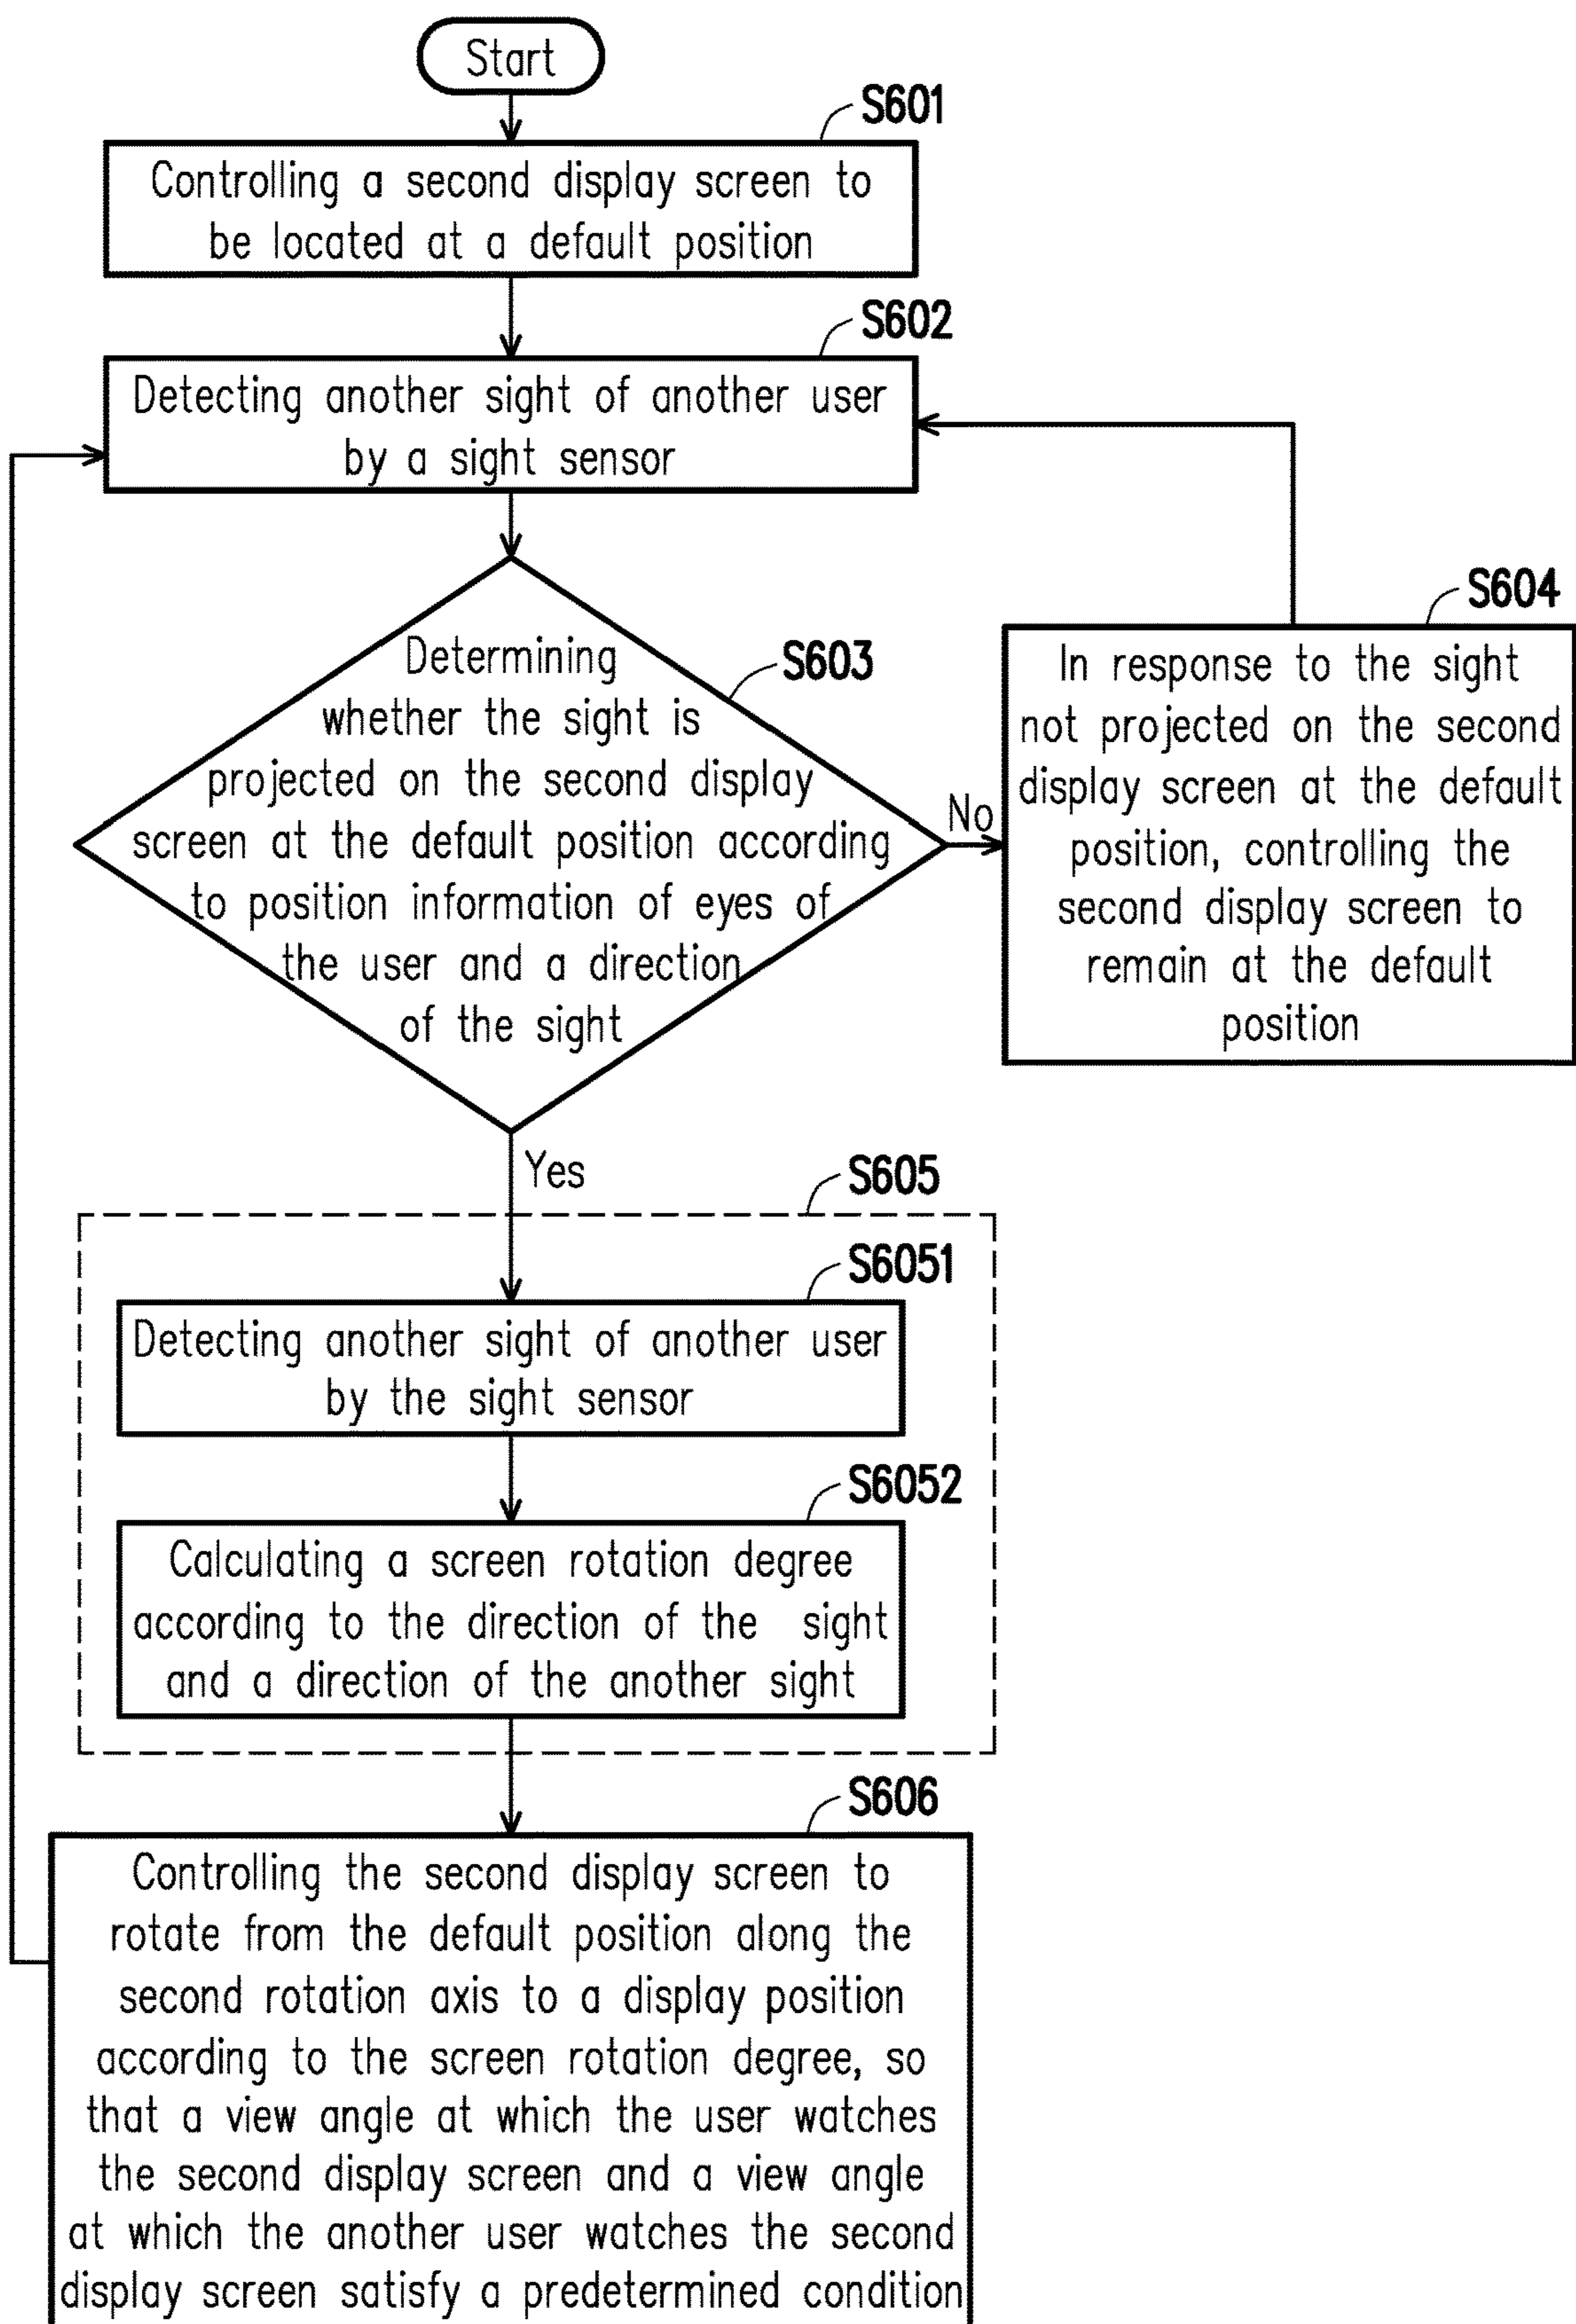 Start
S601
Controlling a second display screen to
be located at a default position
S602
Detecting another sight of another user
by a sight sensor
S603
Determining
whether the sight is
projected on the second display
screen at the default position according
to position information of eyes of
the user and a direction
of the sight
No
S604
In response to the sight
not projected on the second
display screen at the default
position, controlling the
second display screen to
remain at the default
position
Yes
S605
S6051
Detecting another sight of another user
by the sight sensor
S6052
Calculating a screen rotation degree
according to the direction of the sight
and a direction of the another sight
S606
Controlling the second display screen to
rotate from the default position along the
second rotation axis to a display position
according to the screen rotation degree, so
that a view angle at which the user watches
the second display screen and a view angle
at which the another user watches the second
display screen satisfy a predetermined condition